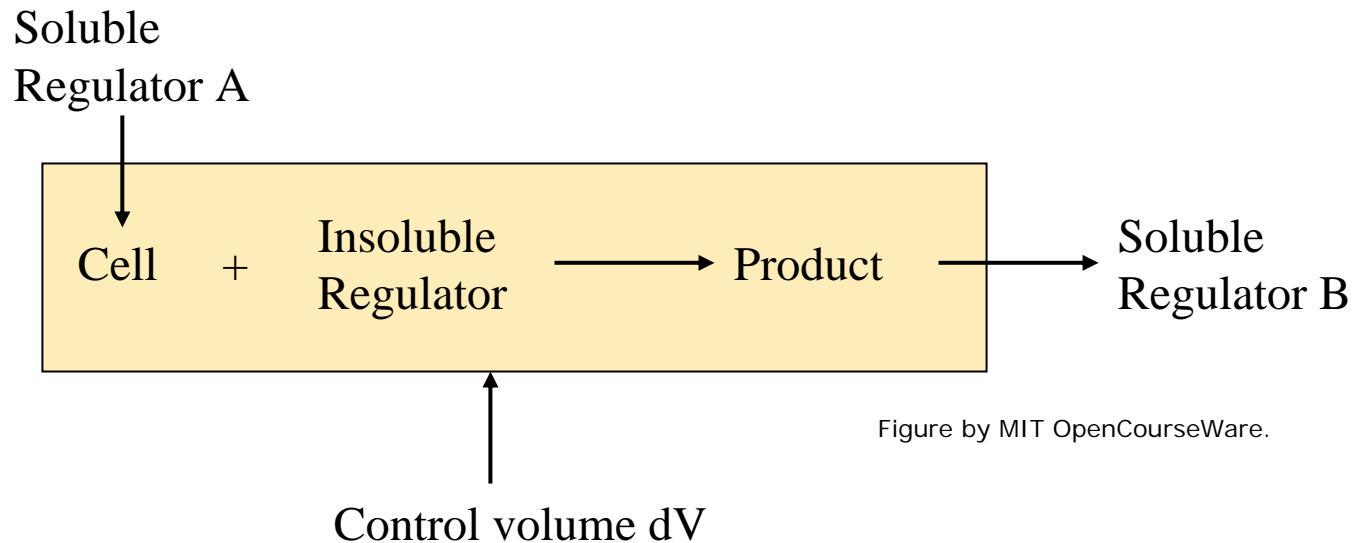 Soluble
Regulator A
Cell + Insoluble
Regulator
Product
Soluble
Regulator B
Figure by MIT OpenCourseWare.
Control volume dV